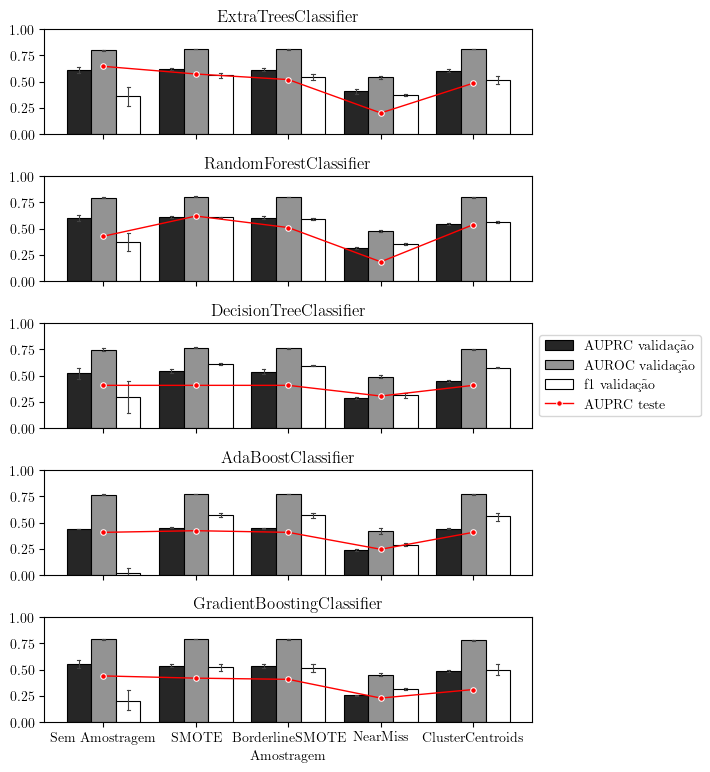 ExtraTreesClassifier
1.00
0.75
0.50
0.25
0.00
RandomForestClassifier
1.00
0.75
0.50
0.25
0.00
DecisionTreeClassifier
1.00
0.75
0.50
0.25
0.00
AUPRC validação
AUROC validação
f1 validação
AUPRC teste
AdaBoostClassifier
1.00
0.75
0.50
0.25
0.00
GradientBoostingClassifier
1.00
0.75
0.50
0.25
0.00
Sem Amostragem SMOTE BorderlineSMOTE NearMiss ClusterCentroids
Amostragem